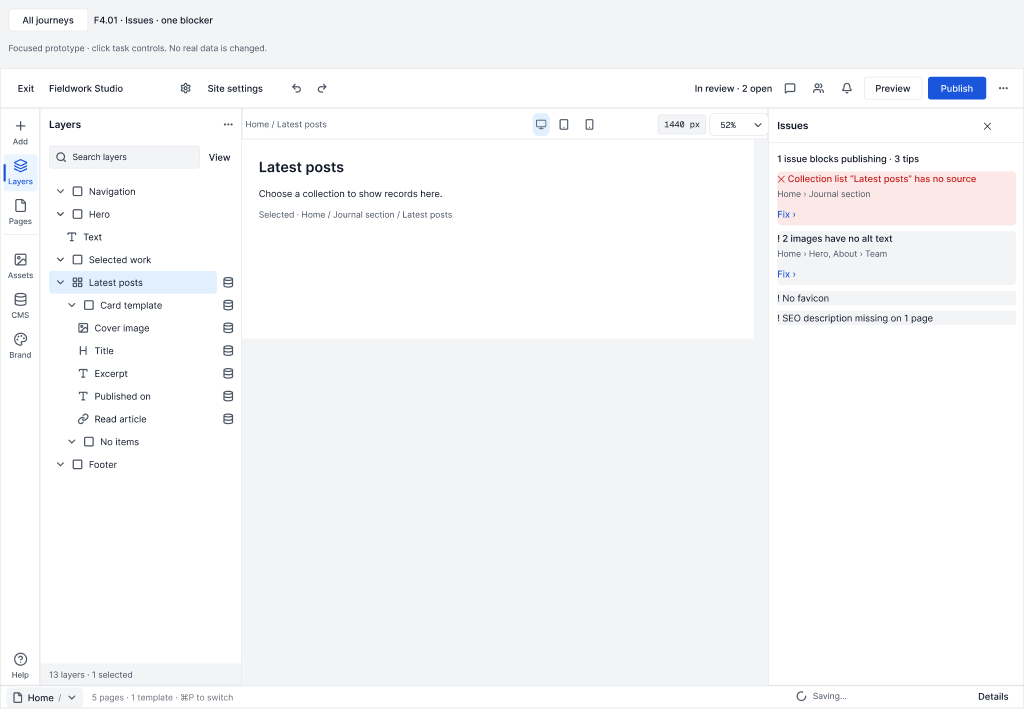 All journeys F4.01 · Issues · one blocker
Focused prototype · click task controls. No real data is changed.
Exit Fieldwork Studio Site settings In review · 2 open Preview Publish
Add
Layers
Pages
Assets
CMS
Brand
Help
Layers
Search layers View
Navigation
Hero
Text
Selected work
Latest posts
Card template
Cover image
Title
Excerpt
Published on
Read article
No items
Footer
13 layers · 1 selected
Home / Latest posts 1440 px 52%
Latest posts
Choose a collection to show records here.
Selected · Home / Journal section / Latest posts
Issues
1 issue blocks publishing · 3 tips
Collection list “Latest posts” has no source
Home › Journal section
Fix ›
! 2 images have no alt text
Home › Hero, About › Team
Fix ›
! No favicon
! SEO description missing on 1 page
Home / 5 pages · 1 template · ⌘P to switch Saving... Details